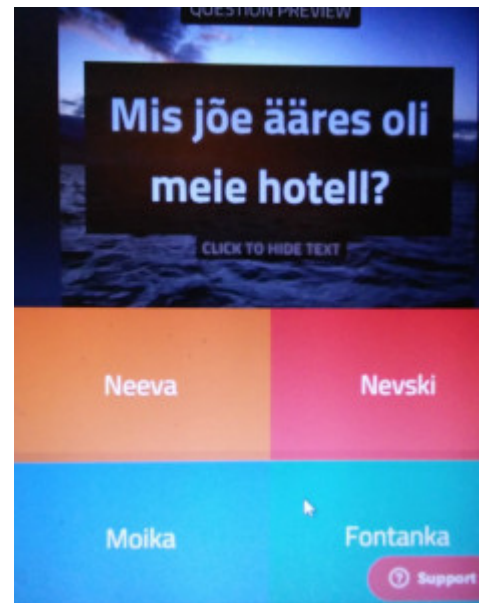 QUESTION PREVIEW
Mis jõe ääres oli
meie hotell?
CLICK TO HIDE TEXT
Neeva
Nevski
Moika
Fontanka
Support